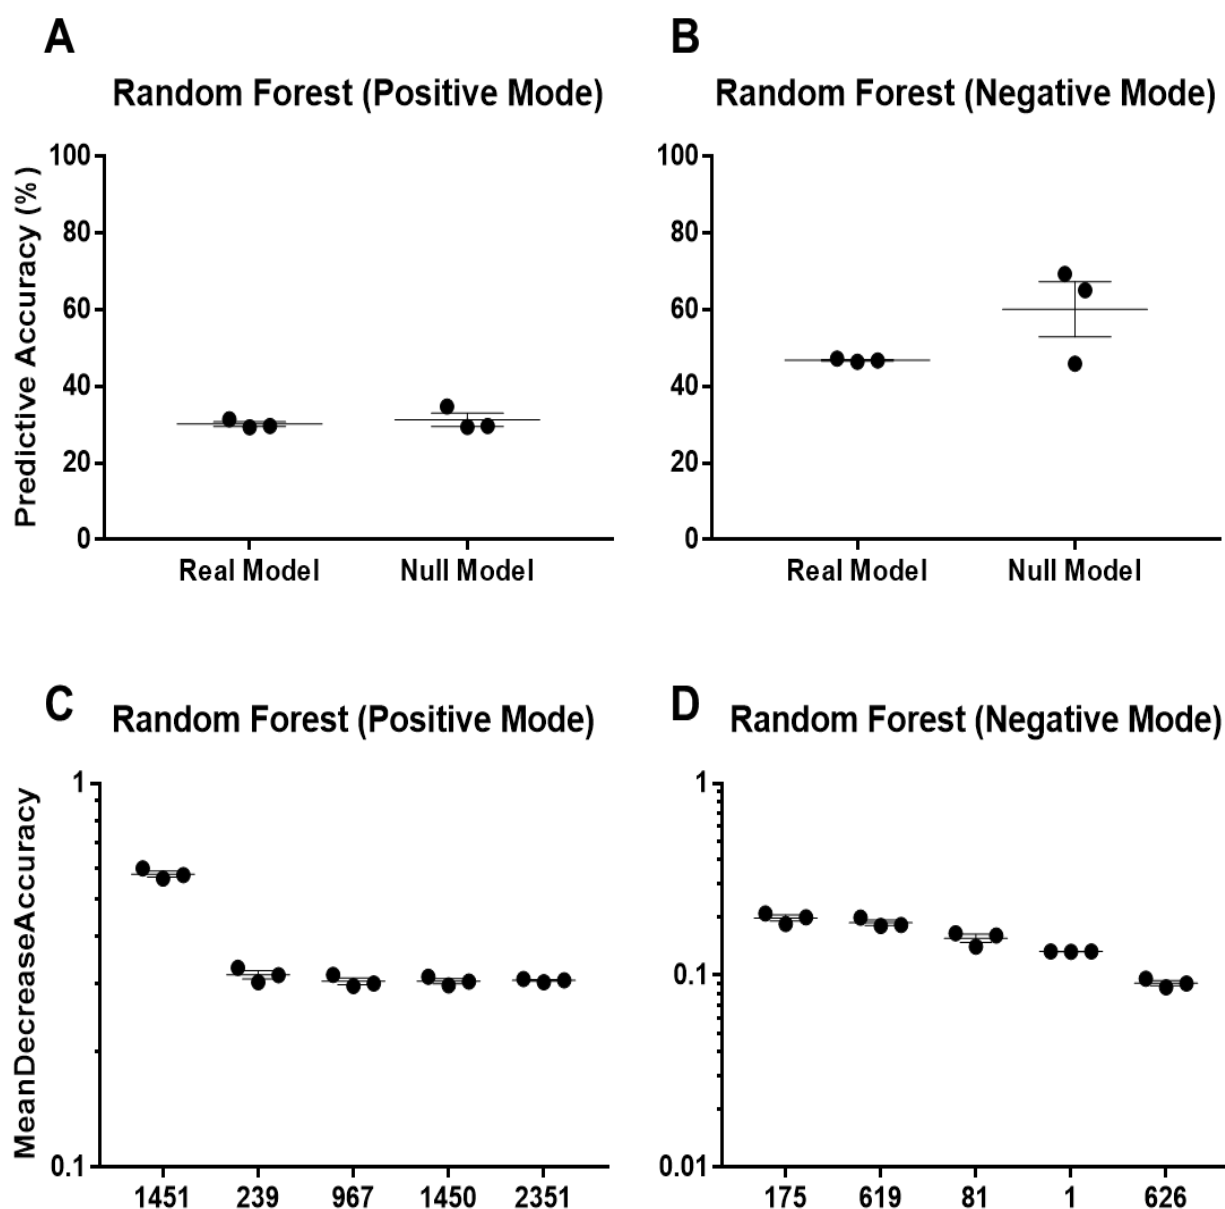 A
Random Forest (Positive Mode)
Predictive Accuracy (%)
100
80
60
40
20
0
Real Model
Null Model
B
Random Forest (Negative Mode)
100
80
60
40
20
0
Real Model
Null Model
C
Random Forest (Positive Mode)
MeanDecreaseAccuracy
1
0.1
1451
239
967
1450
2351
D
Random Forest (Negative Mode)
1
0.1
0.01
175
619
81
1
626